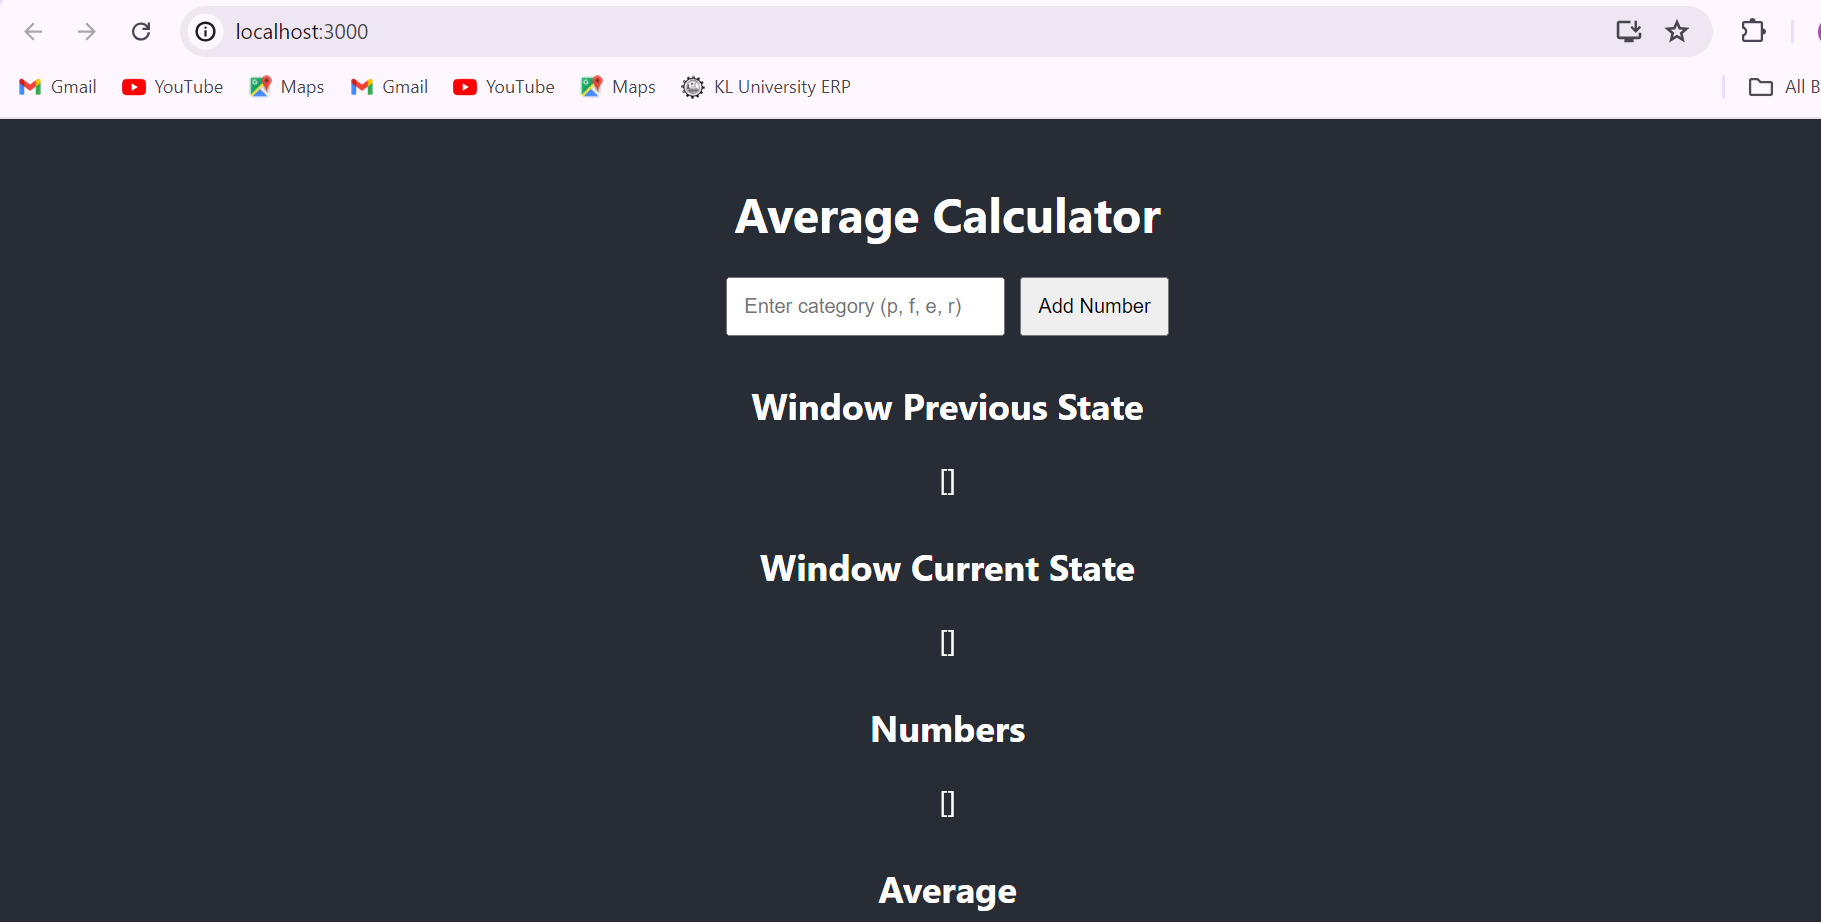 localhost:3000
Gmail YouTube Maps Gmail YouTube Maps KL University ERP All B
Average Calculator
Enter category (p, f, e, r) Add Number
Window Previous State
[]
Window Current State
[]
Numbers
[]
Average